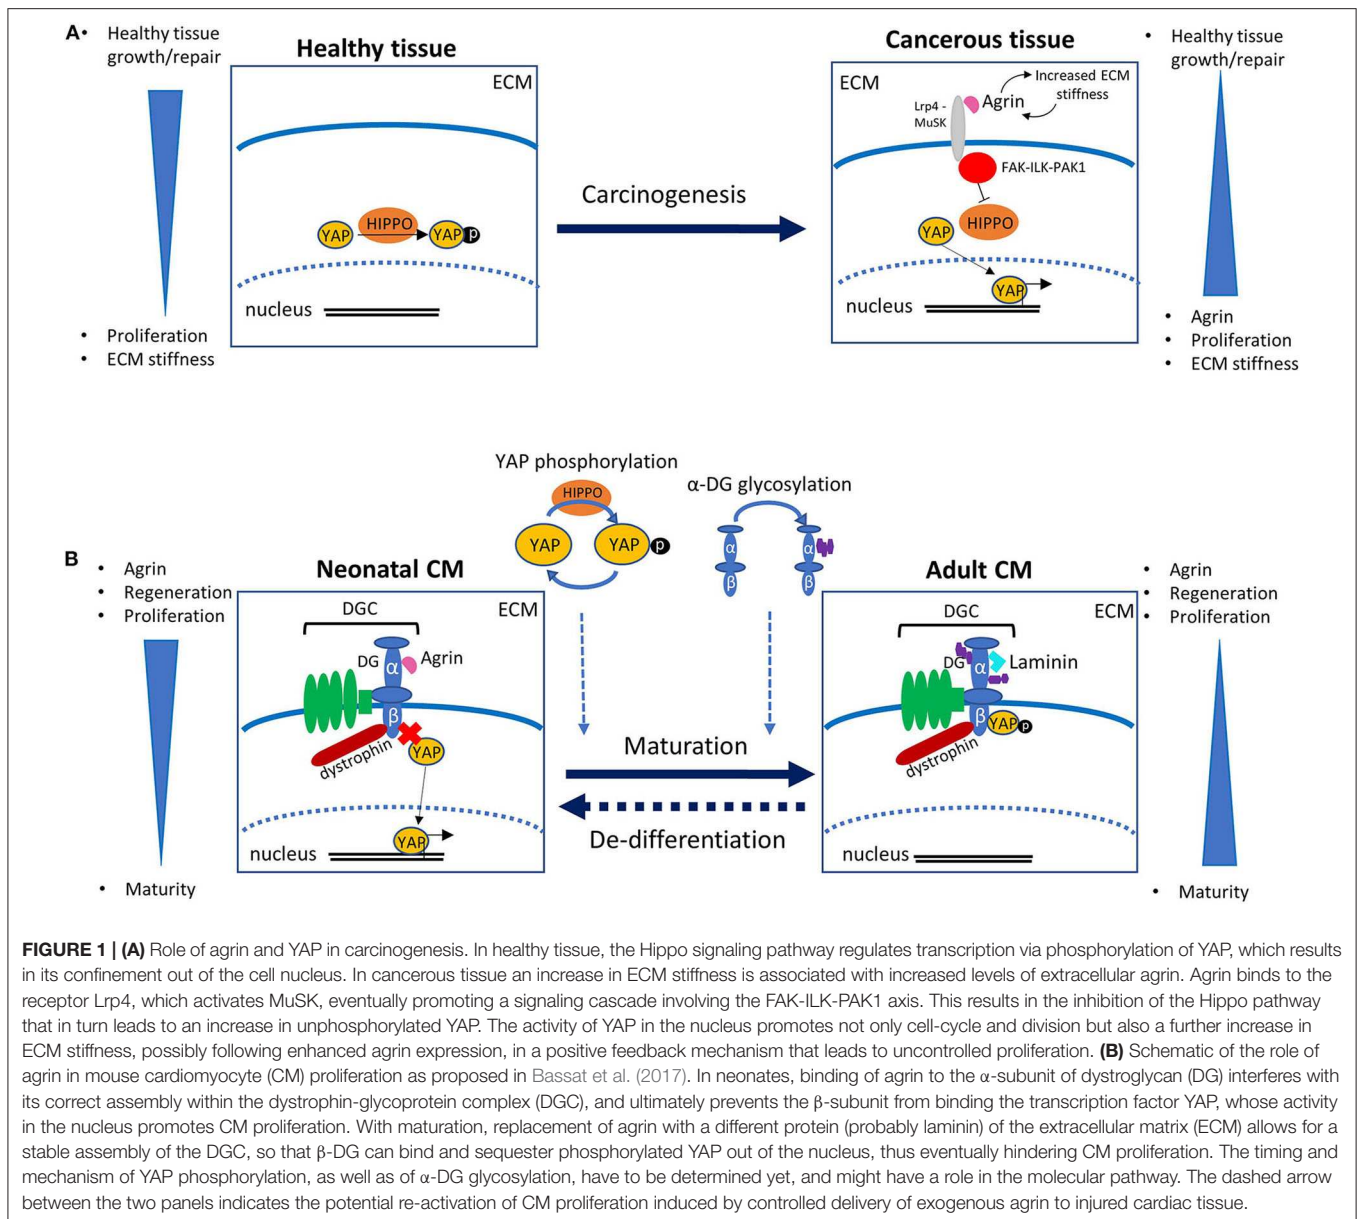 A
• Healthy tissue
growth/repair
• Proliferation
• ECM stiffness
Healthy tissue
ECM
YAP
HIPPO
YAP
p
nucleus
Carcinogenesis
Cancerous tissue
ECM
Lrp4 -
MuSK
Agrin
Increased ECM
stiffness
FAK-ILK-PAK1
HIPPO
YAP
YAP
nucleus
• Healthy tissue
growth/repair
• Agrin
• Proliferation
• ECM stiffness
YAP phosphorylation
HIPPO
YAP
YAP
p
α-DG glycosylation
α
β
α
β
B
• Agrin
• Regeneration
• Proliferation
• Maturity
Neonatal CM
DGC
ECM
DG
α
Agrin
β
dystrophin
YAP
YAP
nucleus
Maturation
De-differentiation
Adult CM
DGC
ECM
DG
α
Laminin
β
YAP
p
dystrophin
nucleus
• Agrin
• Regeneration
• Proliferation
• Maturity
FIGURE 1 | (A) Role of agrin and YAP in carcinogenesis. In healthy tissue, the Hippo signaling pathway regulates transcription via phosphorylation of YAP, which results
in its confinement out of the cell nucleus. In cancerous tissue an increase in ECM stiffness is associated with increased levels of extracellular agrin. Agrin binds to the
receptor Lrp4, which activates MuSK, eventually promoting a signaling cascade involving the FAK-ILK-PAK1 axis. This results in the inhibition of the Hippo pathway
that in turn leads to an increase in unphosphorylated YAP. The activity of YAP in the nucleus promotes not only cell-cycle and division but also a further increase in
ECM stiffness, possibly following enhanced agrin expression, in a positive feedback mechanism that leads to uncontrolled proliferation. (B) Schematic of the role of
agrin in mouse cardiomyocyte (CM) proliferation as proposed in Bassat et al. (2017). In neonates, binding of agrin to the α-subunit of dystroglycan (DG) interferes with
its correct assembly within the dystrophin-glycoprotein complex (DGC), and ultimately prevents the β-subunit from binding the transcription factor YAP, whose activity
in the nucleus promotes CM proliferation. With maturation, replacement of agrin with a different protein (probably laminin) of the extracellular matrix (ECM) allows for a
stable assembly of the DGC, so that β-DG can bind and sequester phosphorylated YAP out of the nucleus, thus eventually hindering CM proliferation. The timing and
mechanism of YAP phosphorylation, as well as of α-DG glycosylation, have to be determined yet, and might have a role in the molecular pathway. The dashed arrow
between the two panels indicates the potential re-activation of CM proliferation induced by controlled delivery of exogenous agrin to injured cardiac tissue.